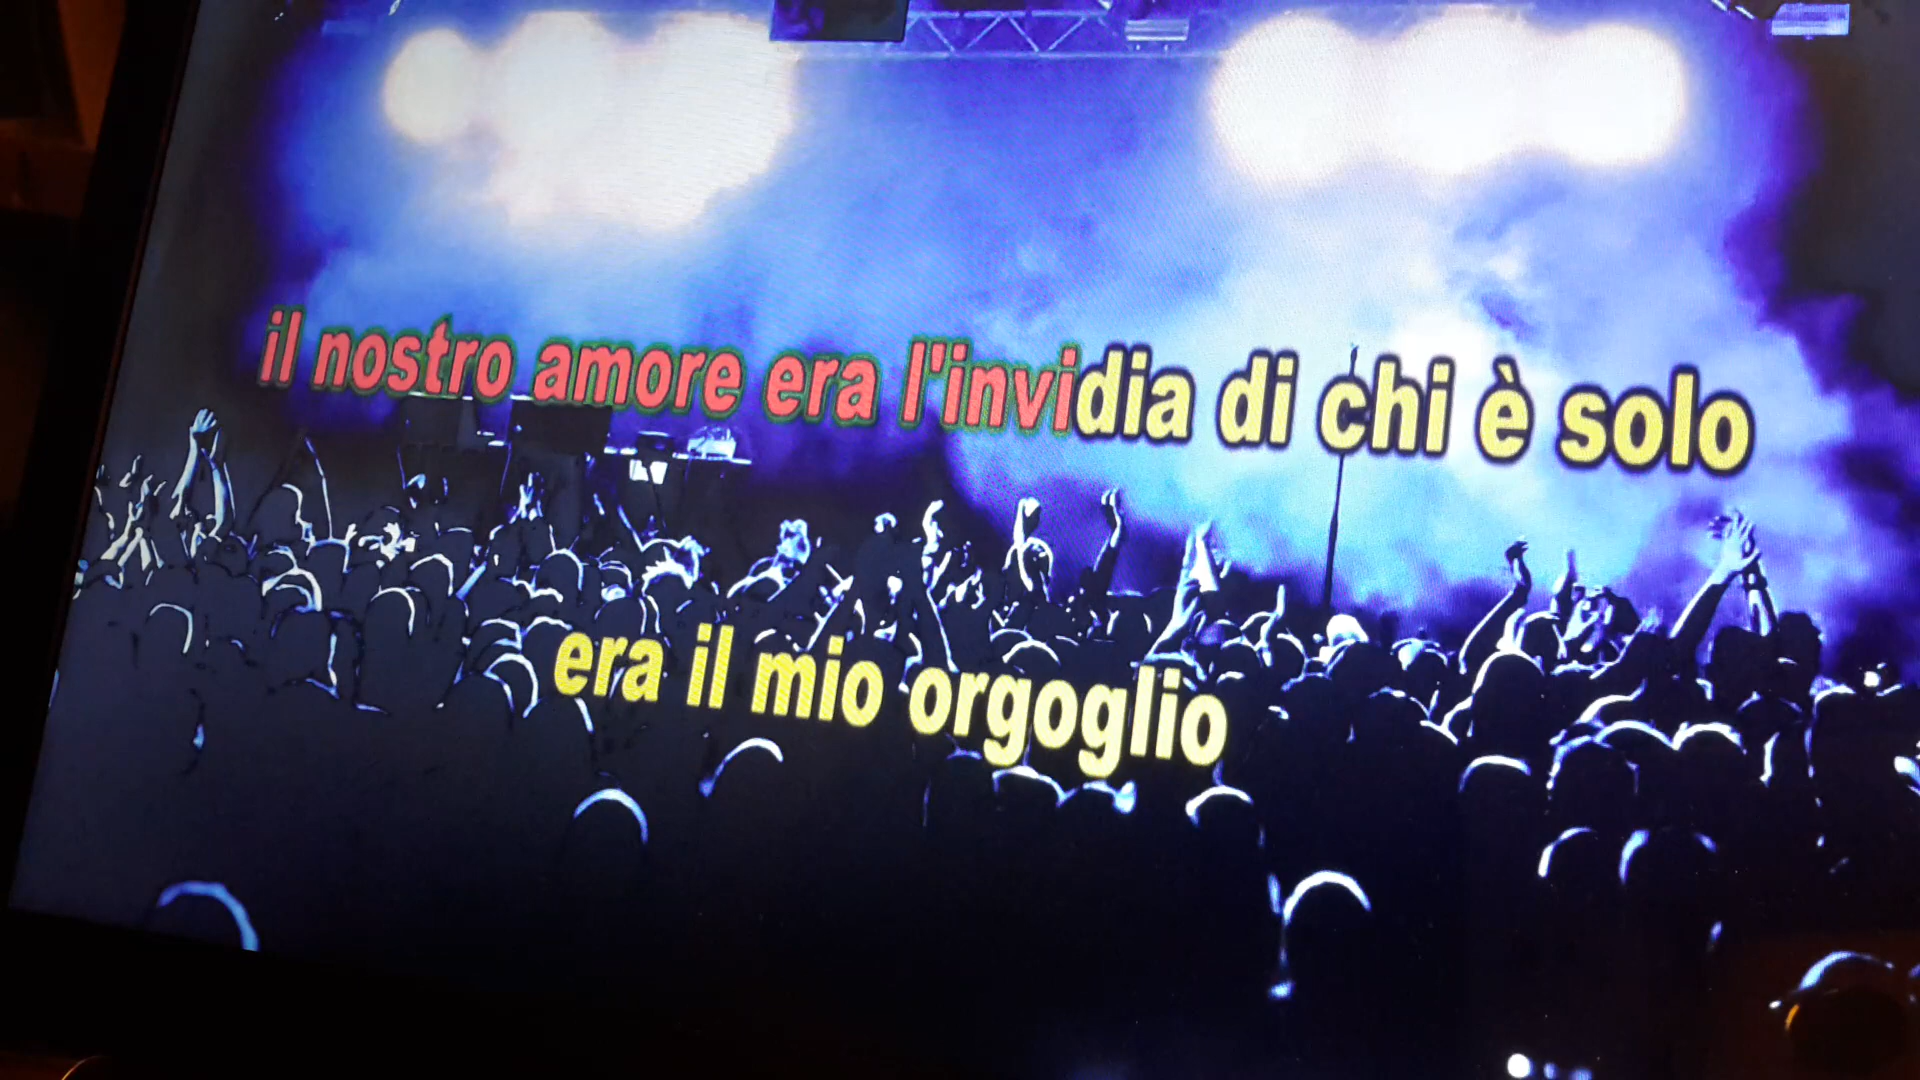 il nostro amore era l'invidia di chi è solo
era il mio orgoglio